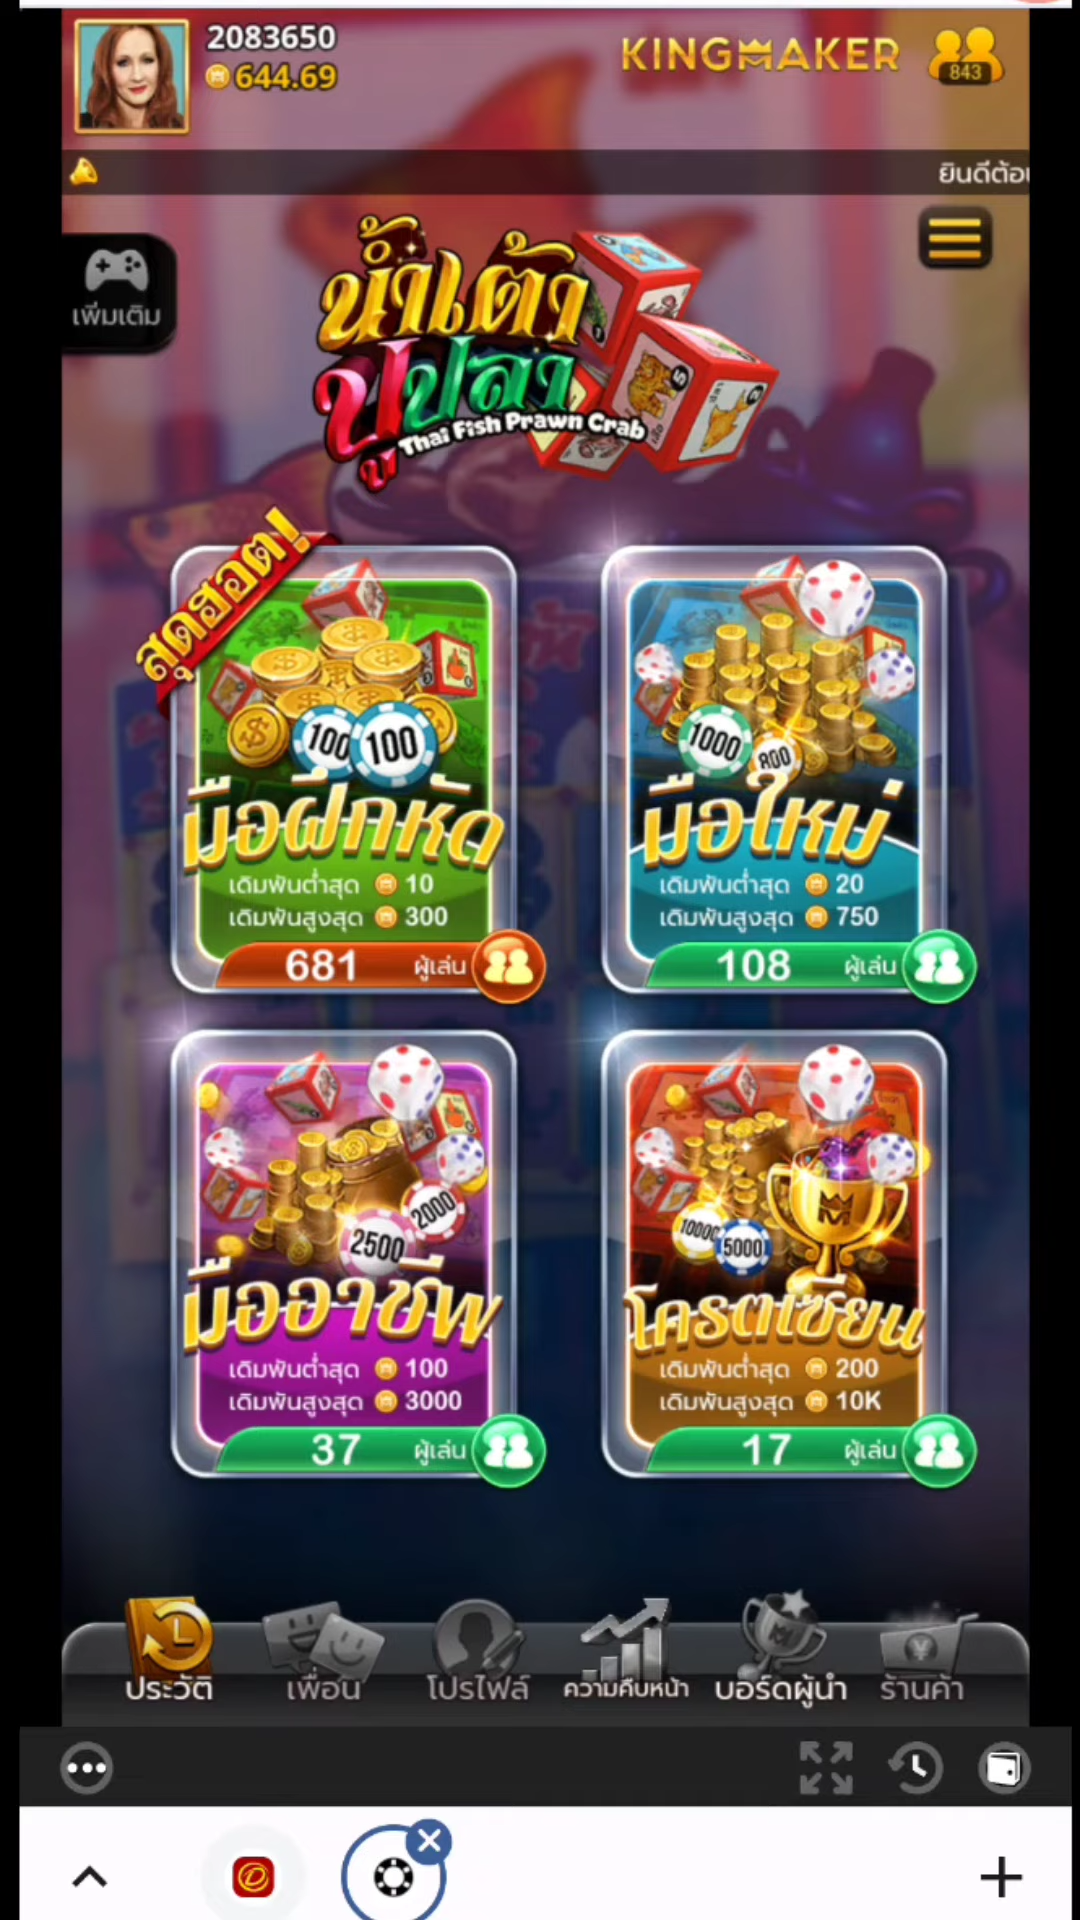 2083650
644.69
KINGMAKER
843
ยินดีต้อ
เพิ่มเติม
น้ำเต้า
ปูปลา
Thai Fish Prawn Crab
สุดฮอต!
100
100
มือฝึกหัด
เดิมพันต่ำสุด 10
เดิมพันสูงสุด 300
681 ผู้เล่น
1000
800
มือใหม่
เดิมพันต่ำสุด 20
เดิมพันสูงสุด 750
108 ผู้เล่น
2000
2500
มืออาชีพ
เดิมพันต่ำสุด 100
เดิมพันสูงสุด 3000
37 ผู้เล่น
10000
5000
โครตเซียน
เดิมพันต่ำสุด 200
เดิมพันสูงสุด 10K
17 ผู้เล่น
ประวัติ
เพื่อน
โปรไฟล์
ความคืบหน้า
บอร์ดผู้นำ
ร้านค้า